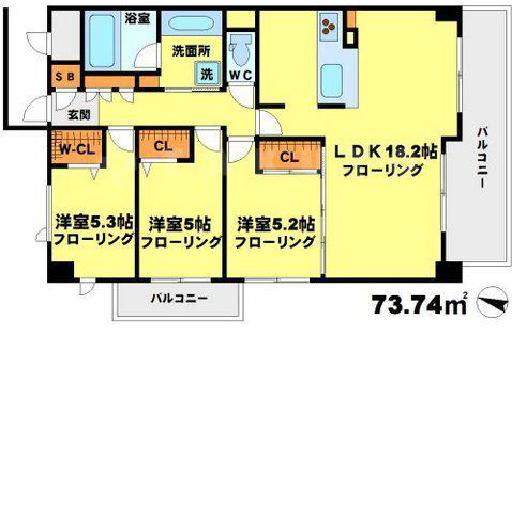 浴室
洗面所
洗
WC
SB
玄関
W-CL
CL
CL
LDK18.2帖
フローリング
バルコニー
洋室5.3帖
フローリング
洋室5帖
フローリング
洋室5.2帖
フローリング
バルコニー
73.74㎡